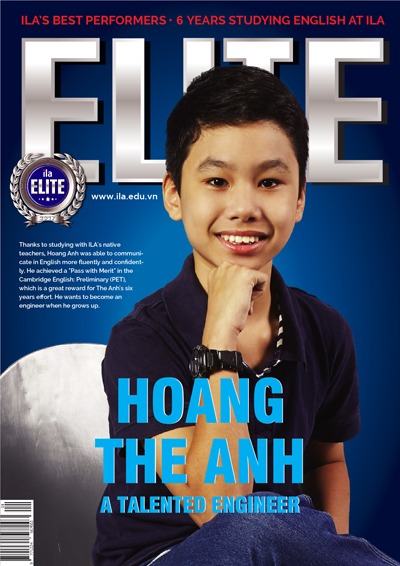 ILA'S BEST PERFORMERS • 6 YEARS STUDYING ENGLISH AT ILA
ELITE
ila
ELITE
2012
www.ila.edu.vn
Thanks to studying with ILA's native
teachers, Hoang Anh was able to communi-
cate in English more fluently and confident-
ly. He achieved a "Pass with Merit" in the
Cambridge English: Preliminary (PET),
which is a great reward for The Anh's six
years effort. He wants to become an
engineer when he grows up.
HOANG
THE ANH
A TALENTED ENGINEER